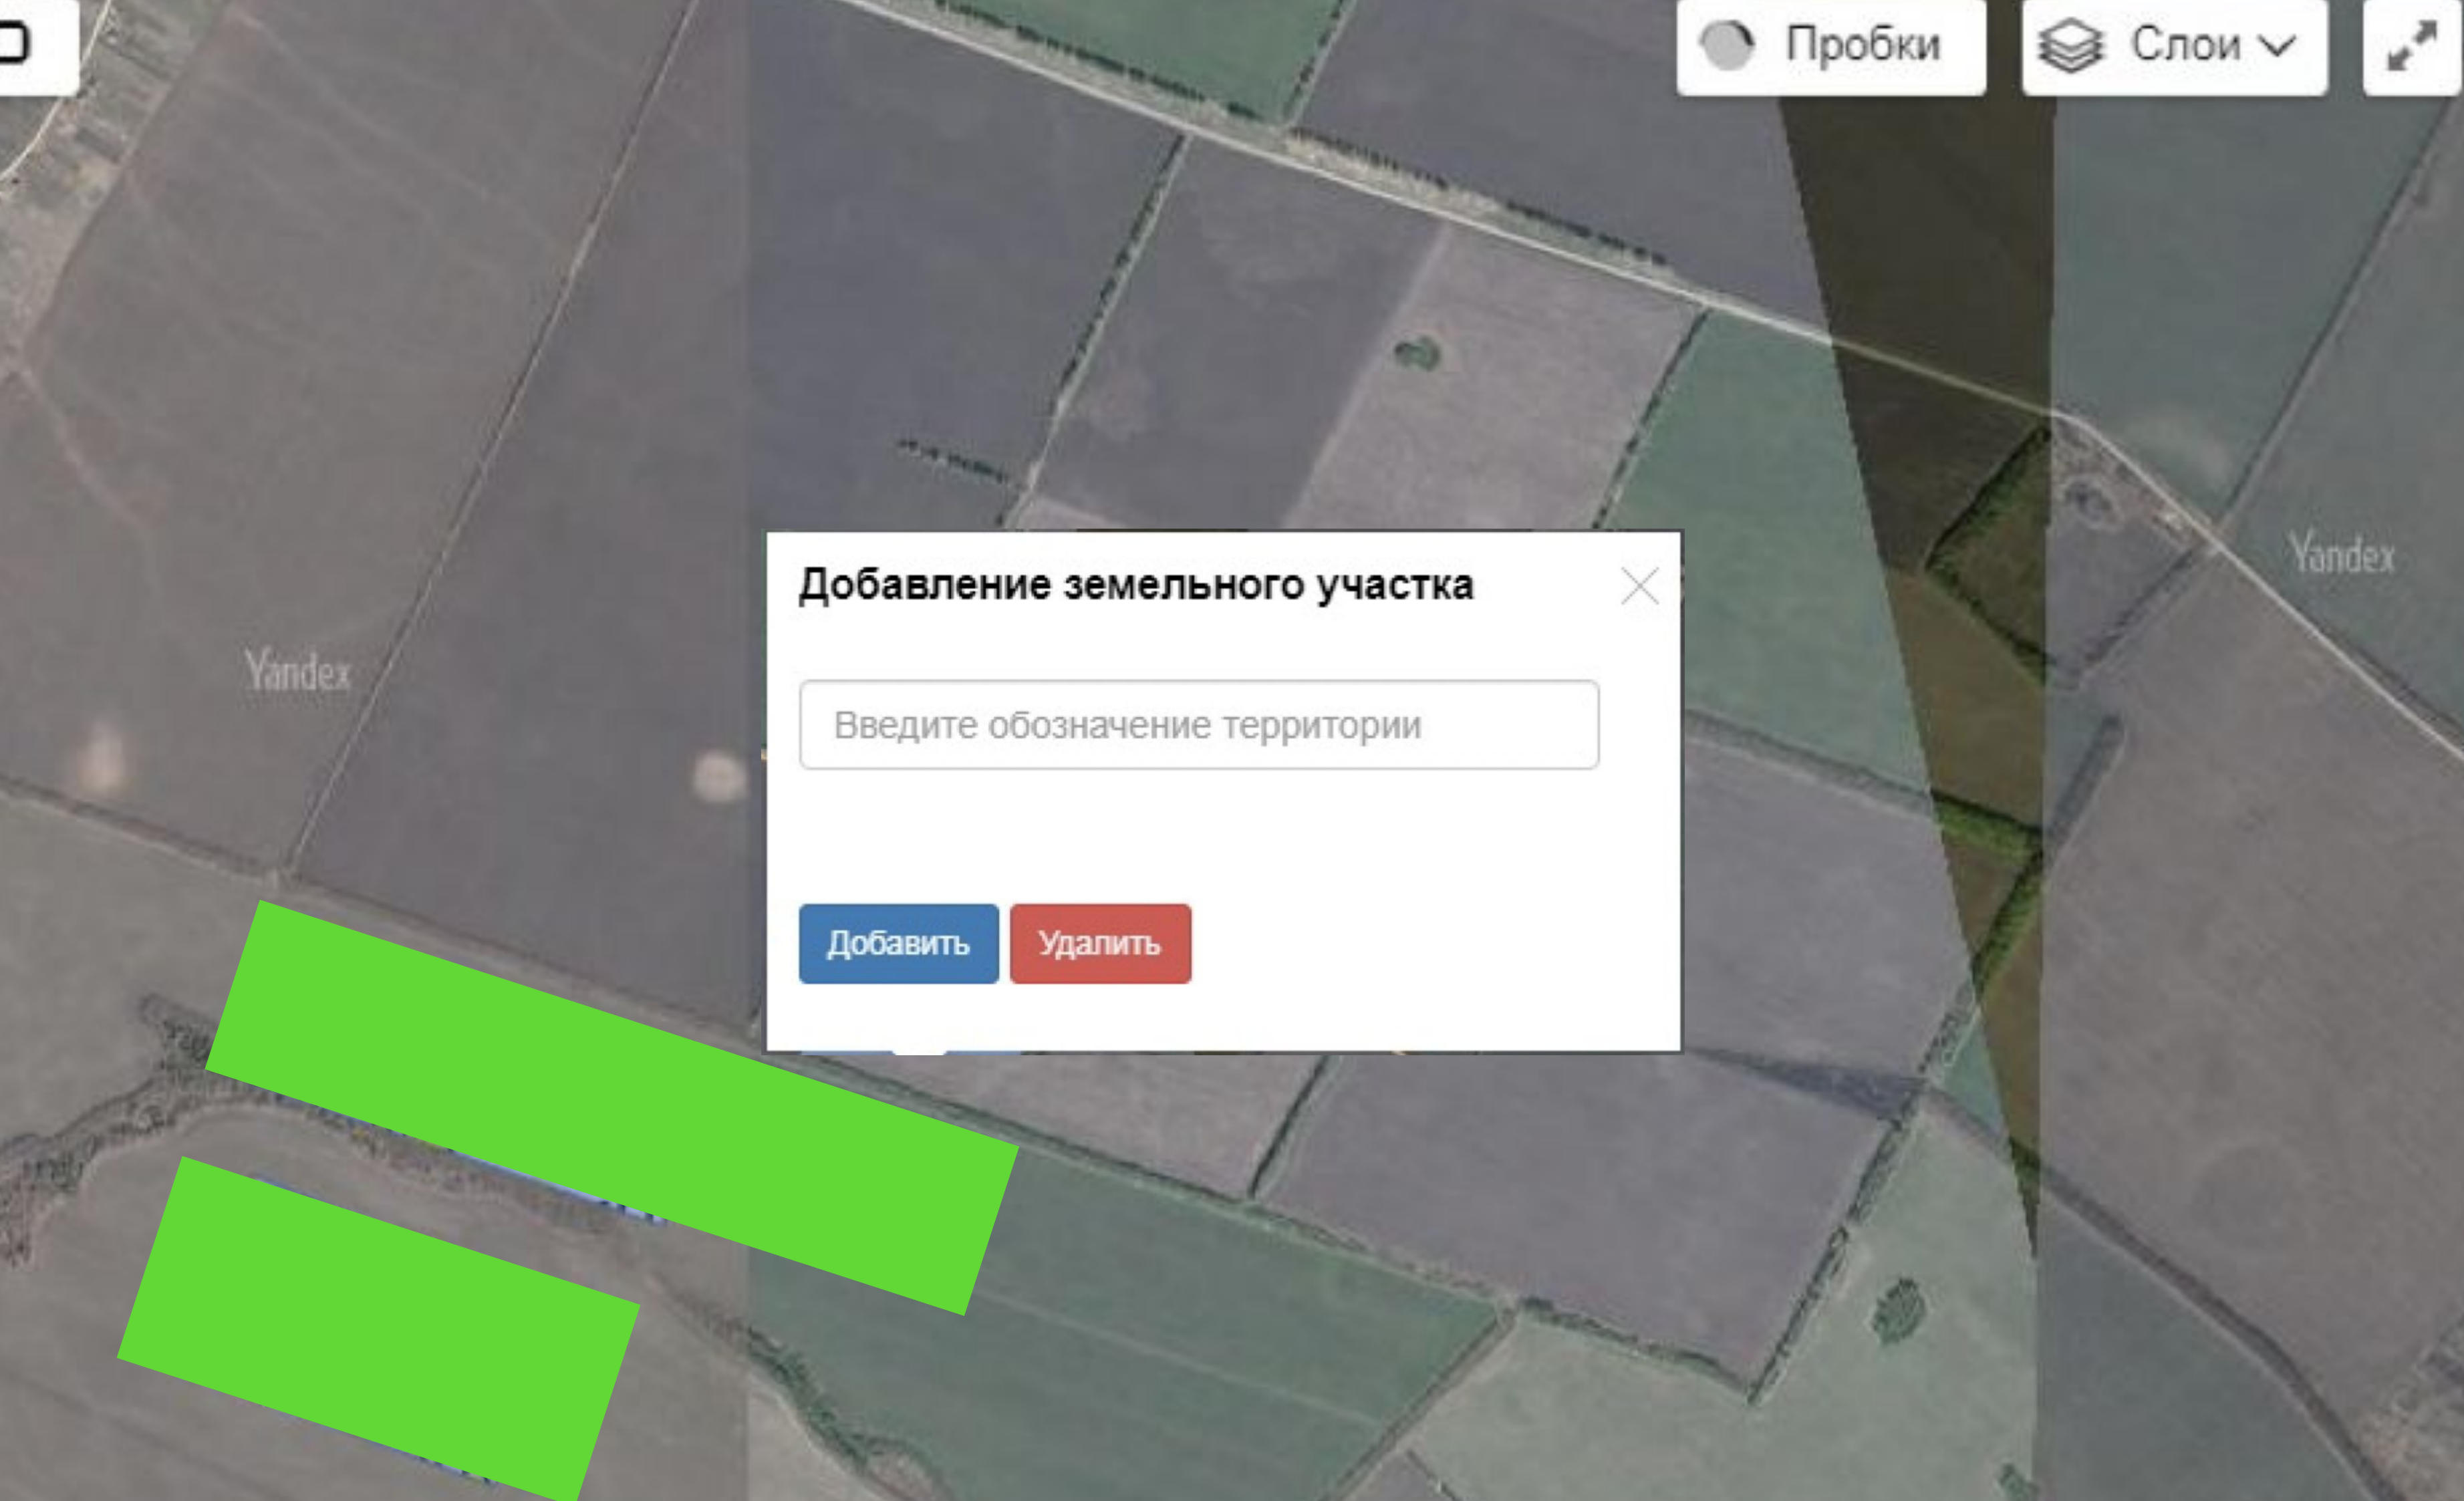 Пробки
Слои
Yandex
Добавление земельного участка
Yandex
Введите обозначение территории
Добавить
Удалить